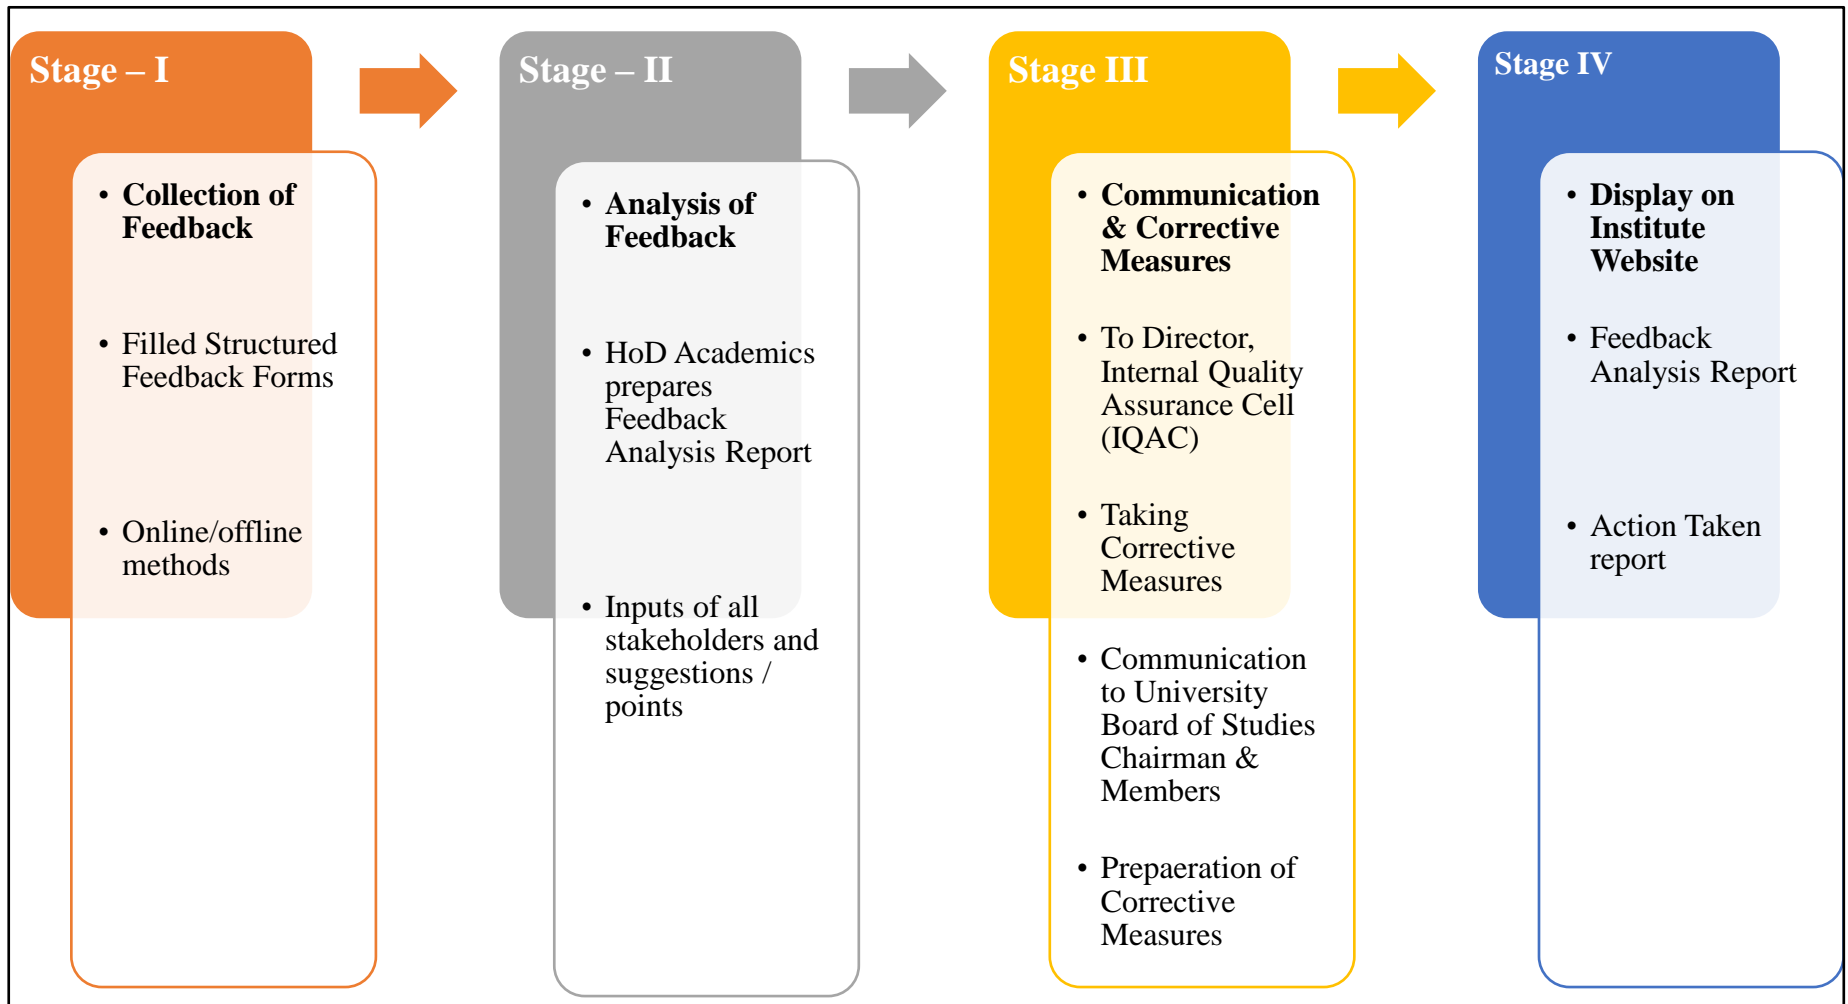 Stage – I
• Collection of
Feedback
• Filled Structured
Feedback Forms
• Online/offline
methods
Stage – II
• Analysis of
Feedback
• HoD Academics
prepares
Feedback
Analysis Report
• Inputs of all
stakeholders and
suggestions /
points
Stage III
• Communication
& Corrective
Measures
• To Director,
Internal Quality
Assurance Cell
(IQAC)
• Taking
Corrective
Measures
• Communication
to University
Board of Studies
Chairman &
Members
• Prepaeration of
Corrective
Measures
Stage IV
• Display on
Institute
Website
• Feedback
Analysis Report
• Action Taken
report